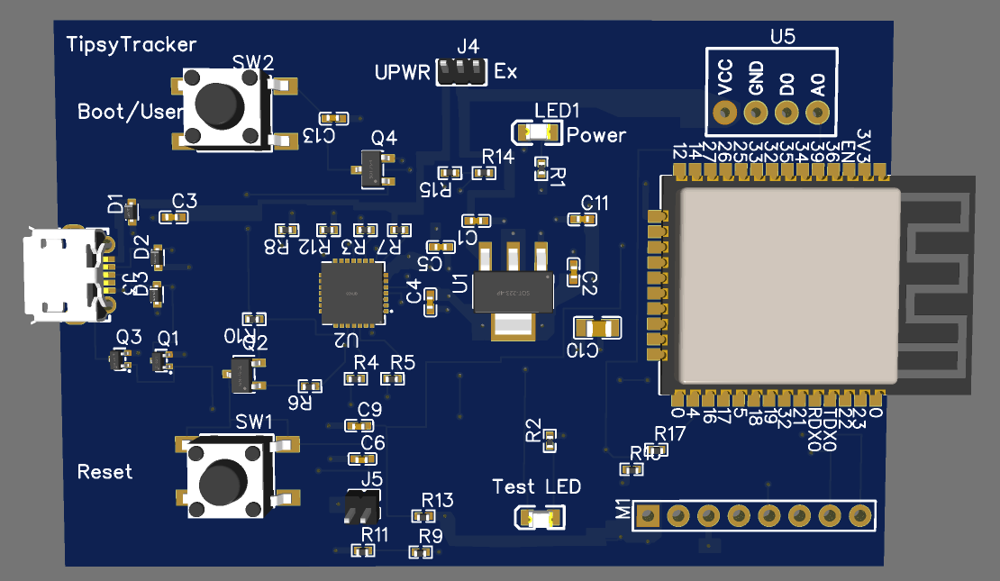 TipsyTracker
SW2
Boot/User
C13
Q4
J4
UPWR
Ex
LED1
Power
U5
VCC
GND
D0
A0
R14
R15
R1
12
14
27
26
25
33
32
35
34
39
36
EN
3V3
D1
C3
D2
D3
R8
R12
R3
R7
C1
C5
C11
C2
C4
U1
SOT-223-4P
C10
U2
Q3
Q1
R10
Q2
R6
R4
R5
C9
C6
SW1
Reset
J5
R13
R11
R9
R2
Test LED
R17
0
4
16
17
5
18
19
32
21
RDX0
TDX0
22
23
0
M1